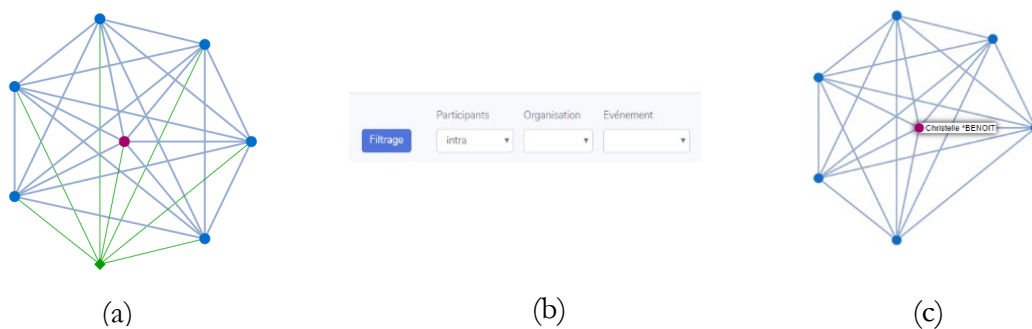 Participants Organisation Evénement
Filtrage intra
Christelle *BENOIT
(a) (b) (c)